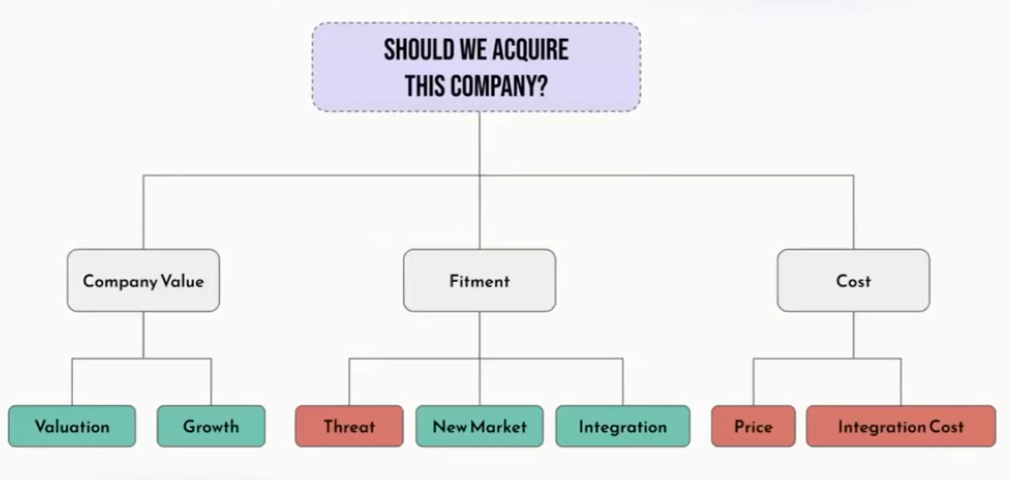 SHOULD WE ACQUIRE
THIS COMPANY?
Company Value
Fitment
Cost
Valuation
Growth
Threat
New Market
Integration
Price
Integration Cost